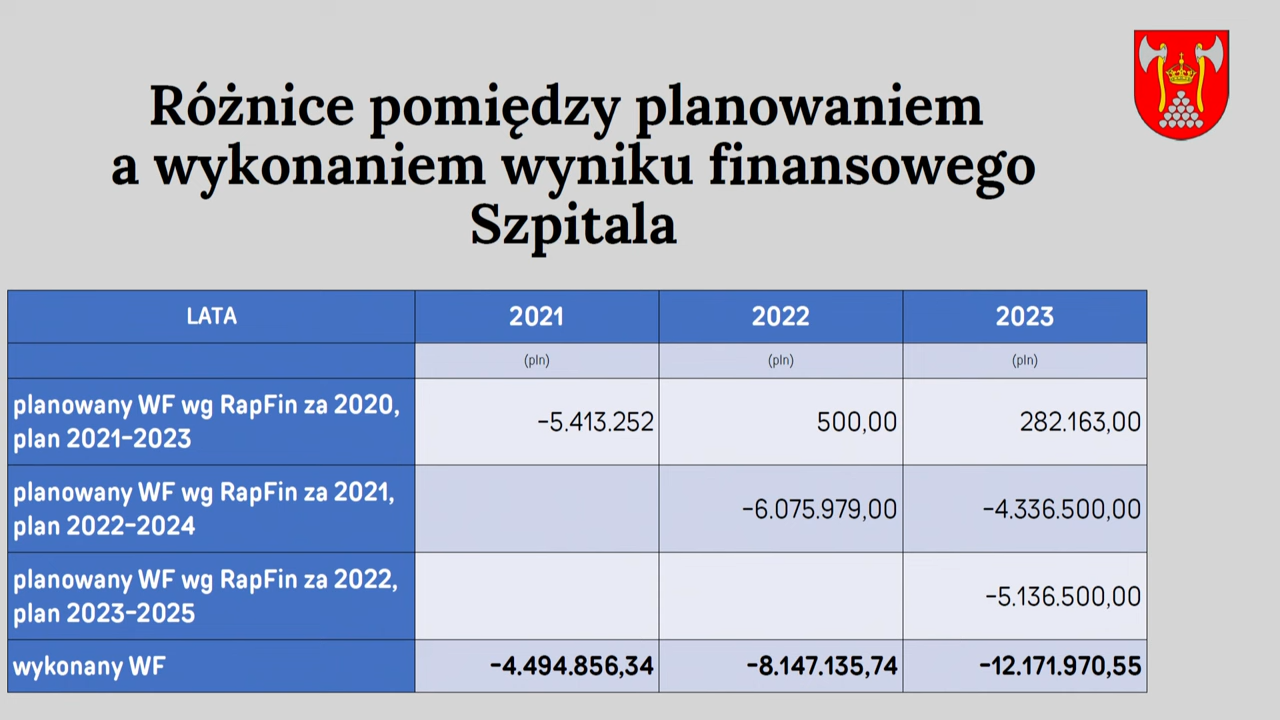 Różnice pomiędzy planowaniem
a wykonaniem wyniku finansowego
Szpitala
LATA 2021 2022 2023
(pln) (pln) (pln)
planowany WF wg RapFin za 2020,
plan 2021-2023 -5.413.252 500,00 282.163,00
planowany WF wg RapFin za 2021,
plan 2022-2024 -6.075.979,00 -4.336.500,00
planowany WF wg RapFin za 2022,
plan 2023-2025 -5.136.500,00
wykonany WF -4.494.856,34 -8.147.135,74 -12.171.970,55